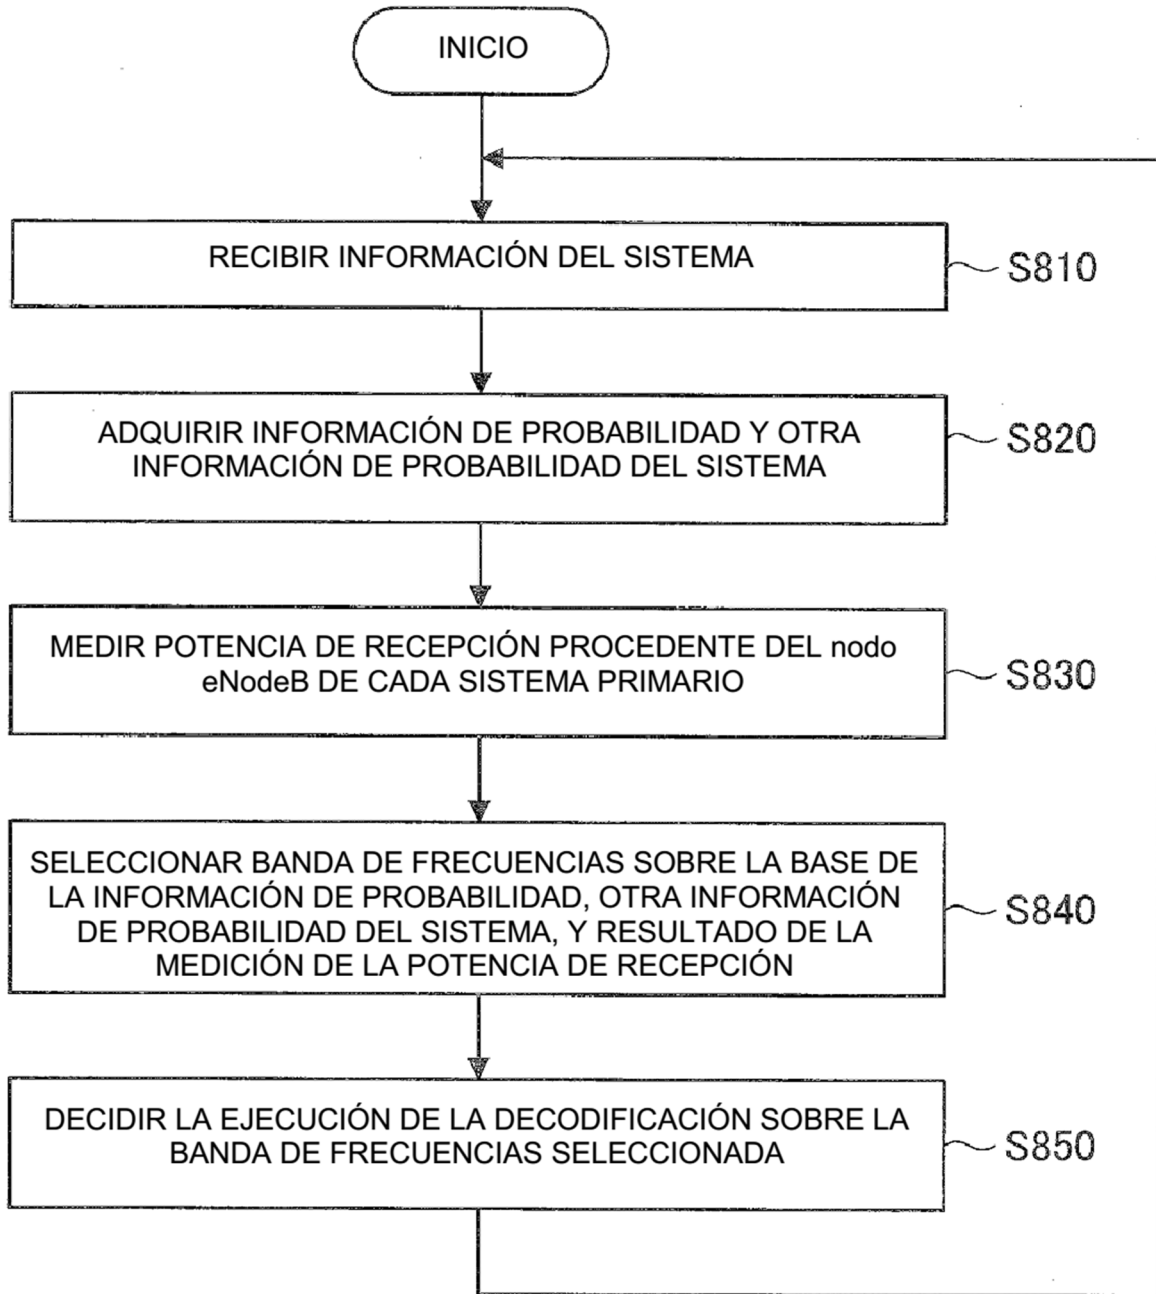 INICIO
RECIBIR INFORMACIÓN DEL SISTEMA
S810
ADQUIRIR INFORMACIÓN DE PROBABILIDAD Y OTRA
INFORMACIÓN DE PROBABILIDAD DEL SISTEMA
S820
MEDIR POTENCIA DE RECEPCIÓN PROCEDENTE DEL nodo
eNodeB DE CADA SISTEMA PRIMARIO
S830
SELECCIONAR BANDA DE FRECUENCIAS SOBRE LA BASE DE
LA INFORMACIÓN DE PROBABILIDAD, OTRA INFORMACIÓN
DE PROBABILIDAD DEL SISTEMA, Y RESULTADO DE LA
MEDICIÓN DE LA POTENCIA DE RECEPCIÓN
S840
DECIDIR LA EJECUCIÓN DE LA DECODIFICACIÓN SOBRE LA
BANDA DE FRECUENCIAS SELECCIONADA
S850